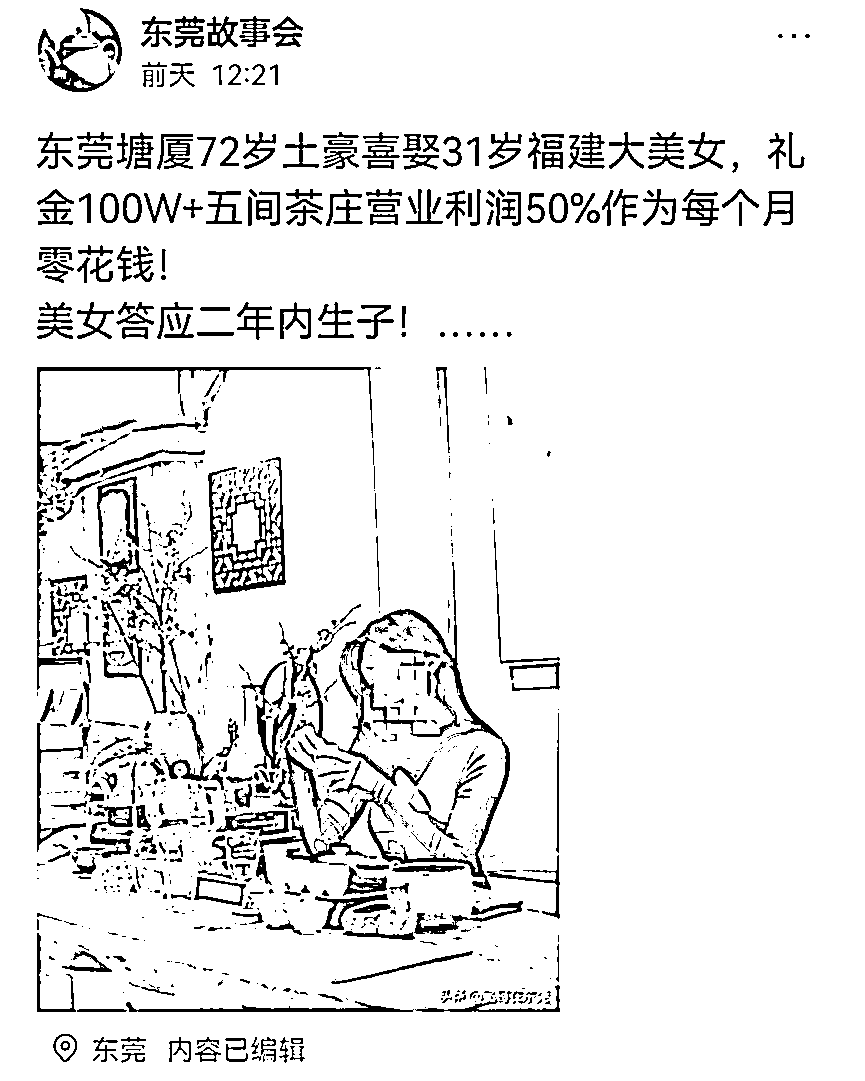 东莞故事会
前天 12:21
东莞塘厦72岁土豪喜娶31岁福建大美女，礼
金100W+五间茶庄营业利润50%作为每个月
零花钱！
美女答应二年内生子！……
东莞 内容已编辑